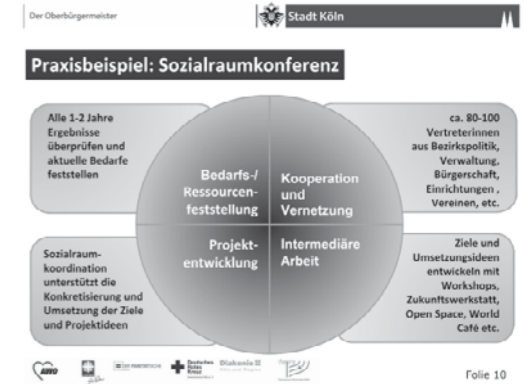 Der Oberbürgermeister
Stadt Köln
Praxisbeispiel: Sozialraumkonferenz
Alle 1-2 Jahre
Ergebnisse
überprüfen und
aktuelle Bedarfe
feststellen
ca. 80-100
Vertreterinnen
aus Bezirkspolitik,
Verwaltung,
Bürgerschaft,
Einrichtungen ,
Vereinen, etc.
Bedarfs-/
Ressourcen-
feststellung
Kooperation
und
Vernetzung
Projekt-
entwicklung
Intermediäre
Arbeit
Sozialraum-
koordination
unterstützt die
Konkretisierung und
Umsetzung der Ziele
und Projektideen
Ziele und
Umsetzungsideen
entwickeln mit
Workshops,
Zukunftswerkstatt,
Open Space, World
Café etc.
AWO
DER PARITÄTISCHE
Deutsches
Rotes
Kreuz
Diakonie
Folie 10